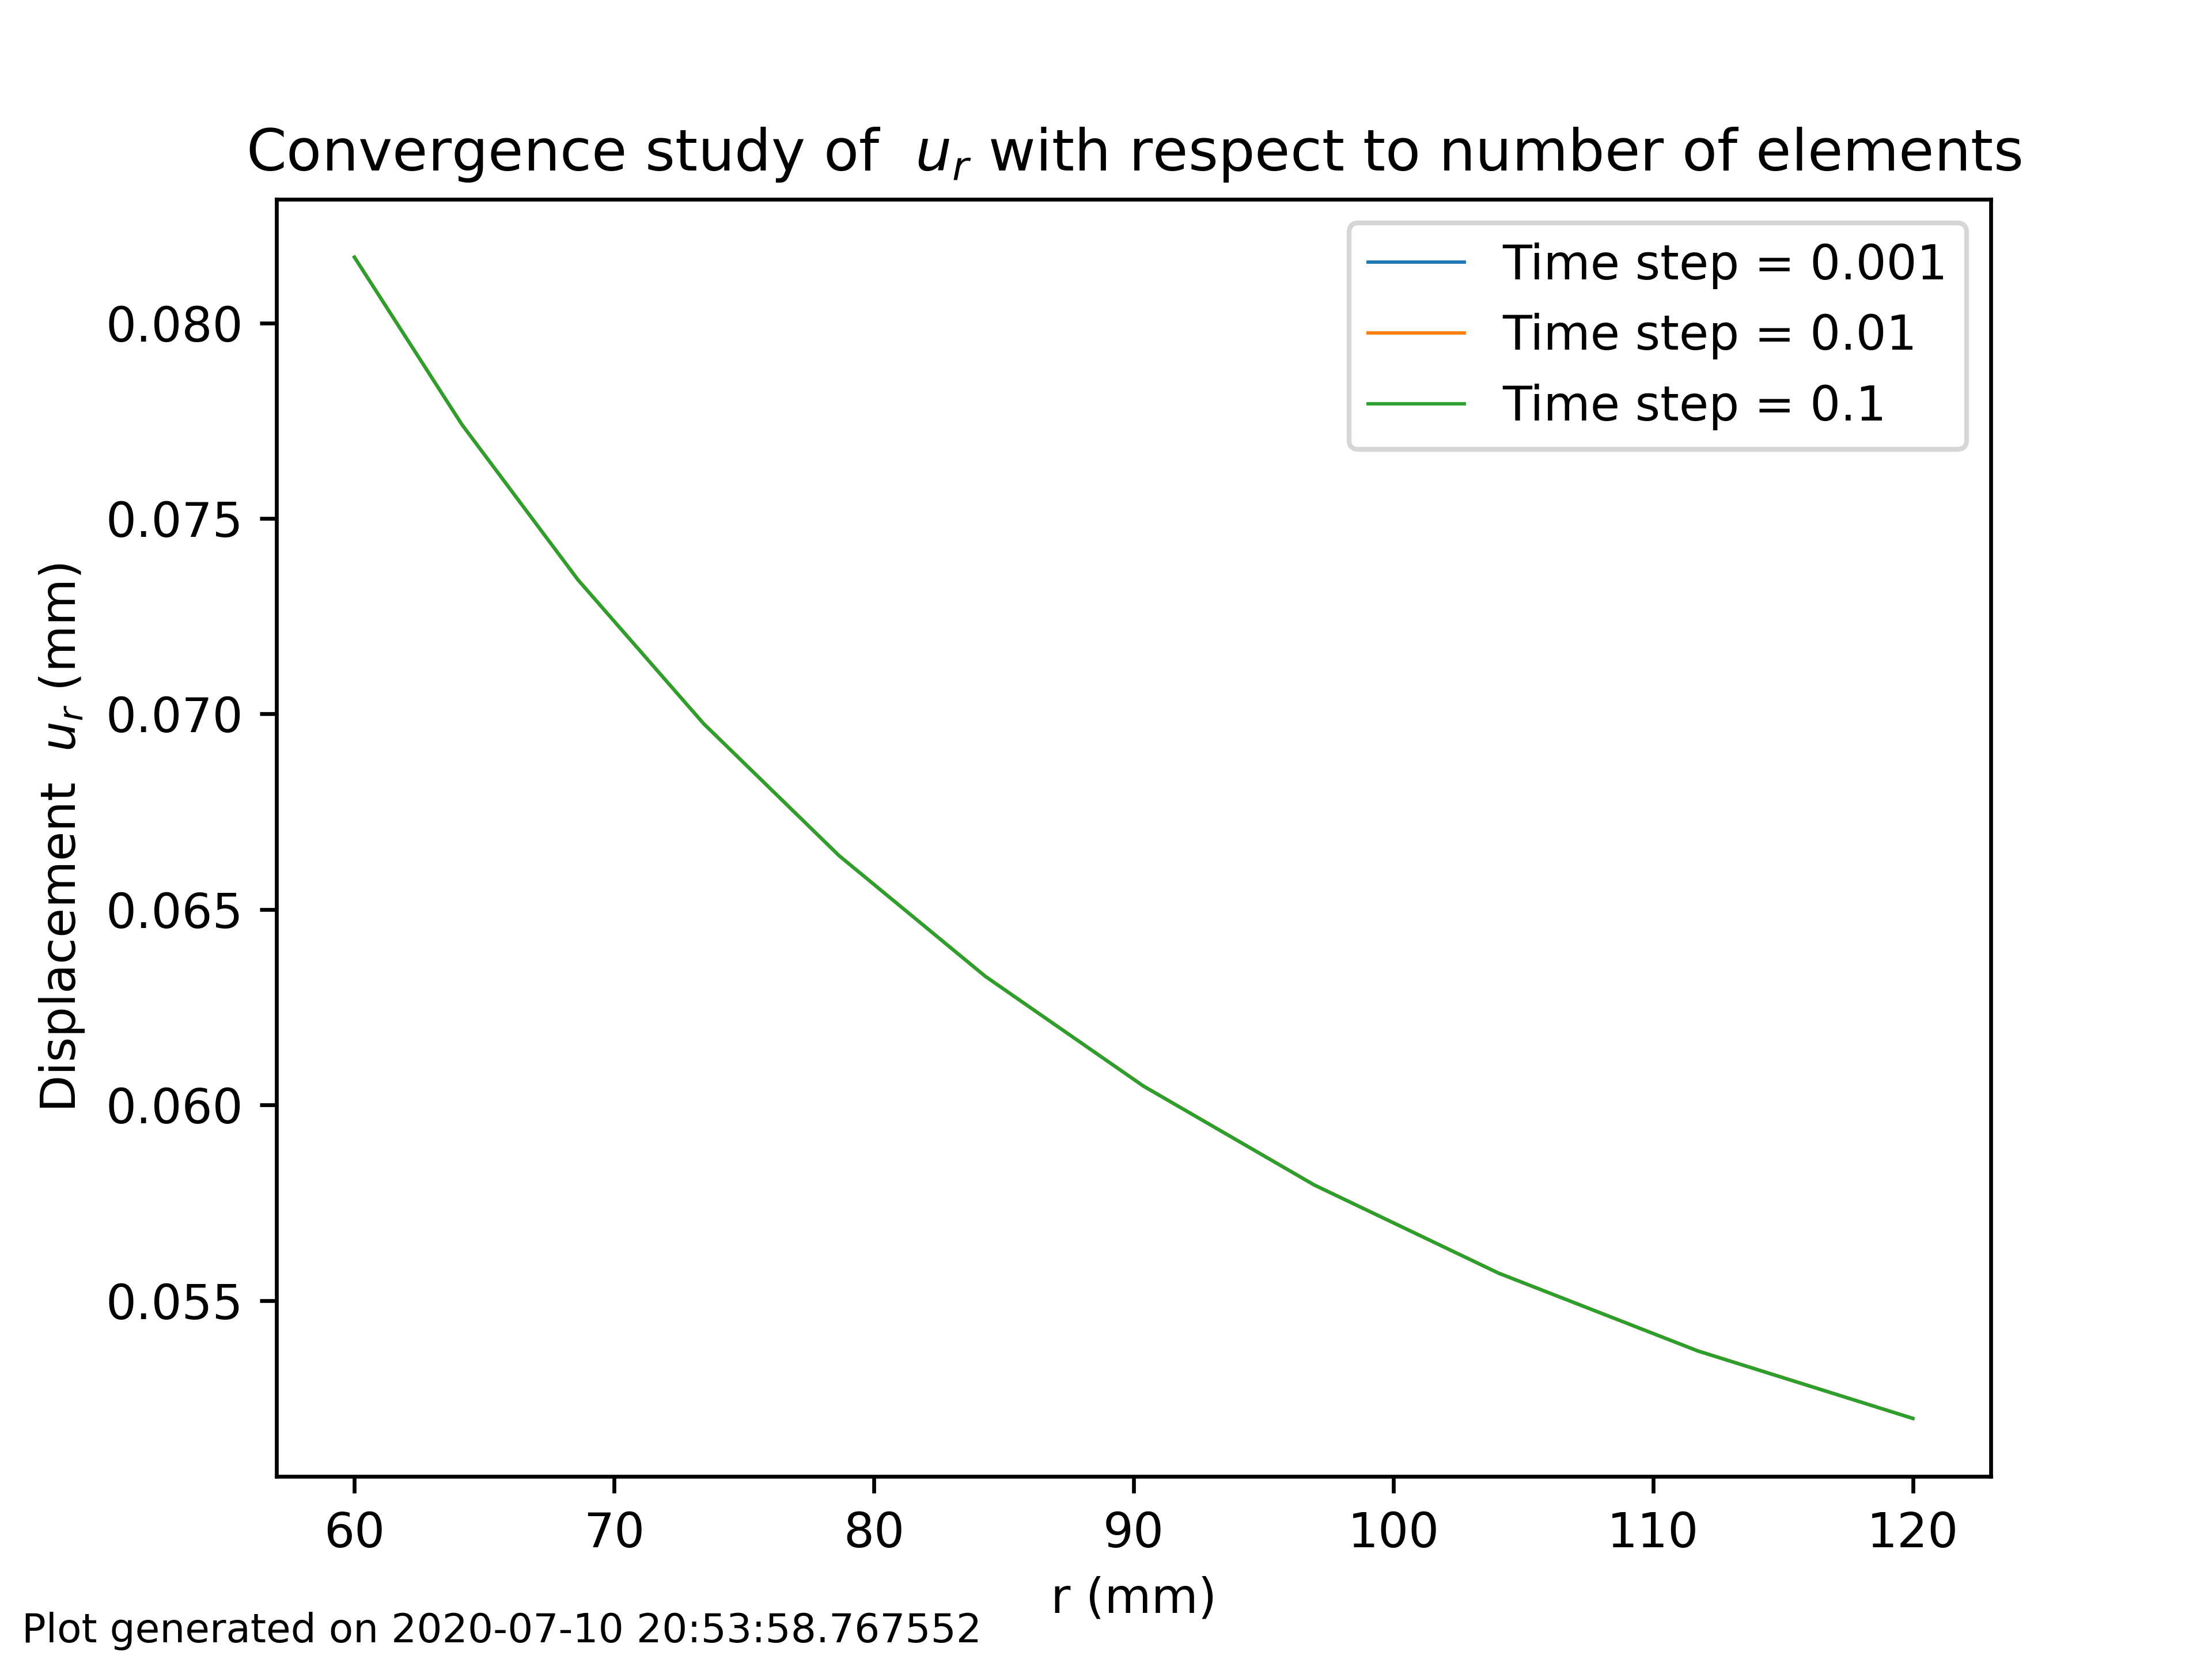 Convergence study of u_r with respect to number of elements
Time step = 0.001
Time step = 0.01
Time step = 0.1
0.080
0.075
0.070
0.065
0.060
0.055
Displacement u_r (mm)
60 70 80 90 100 110 120
r (mm)
Plot generated on 2020-07-10 20:53:58.767552